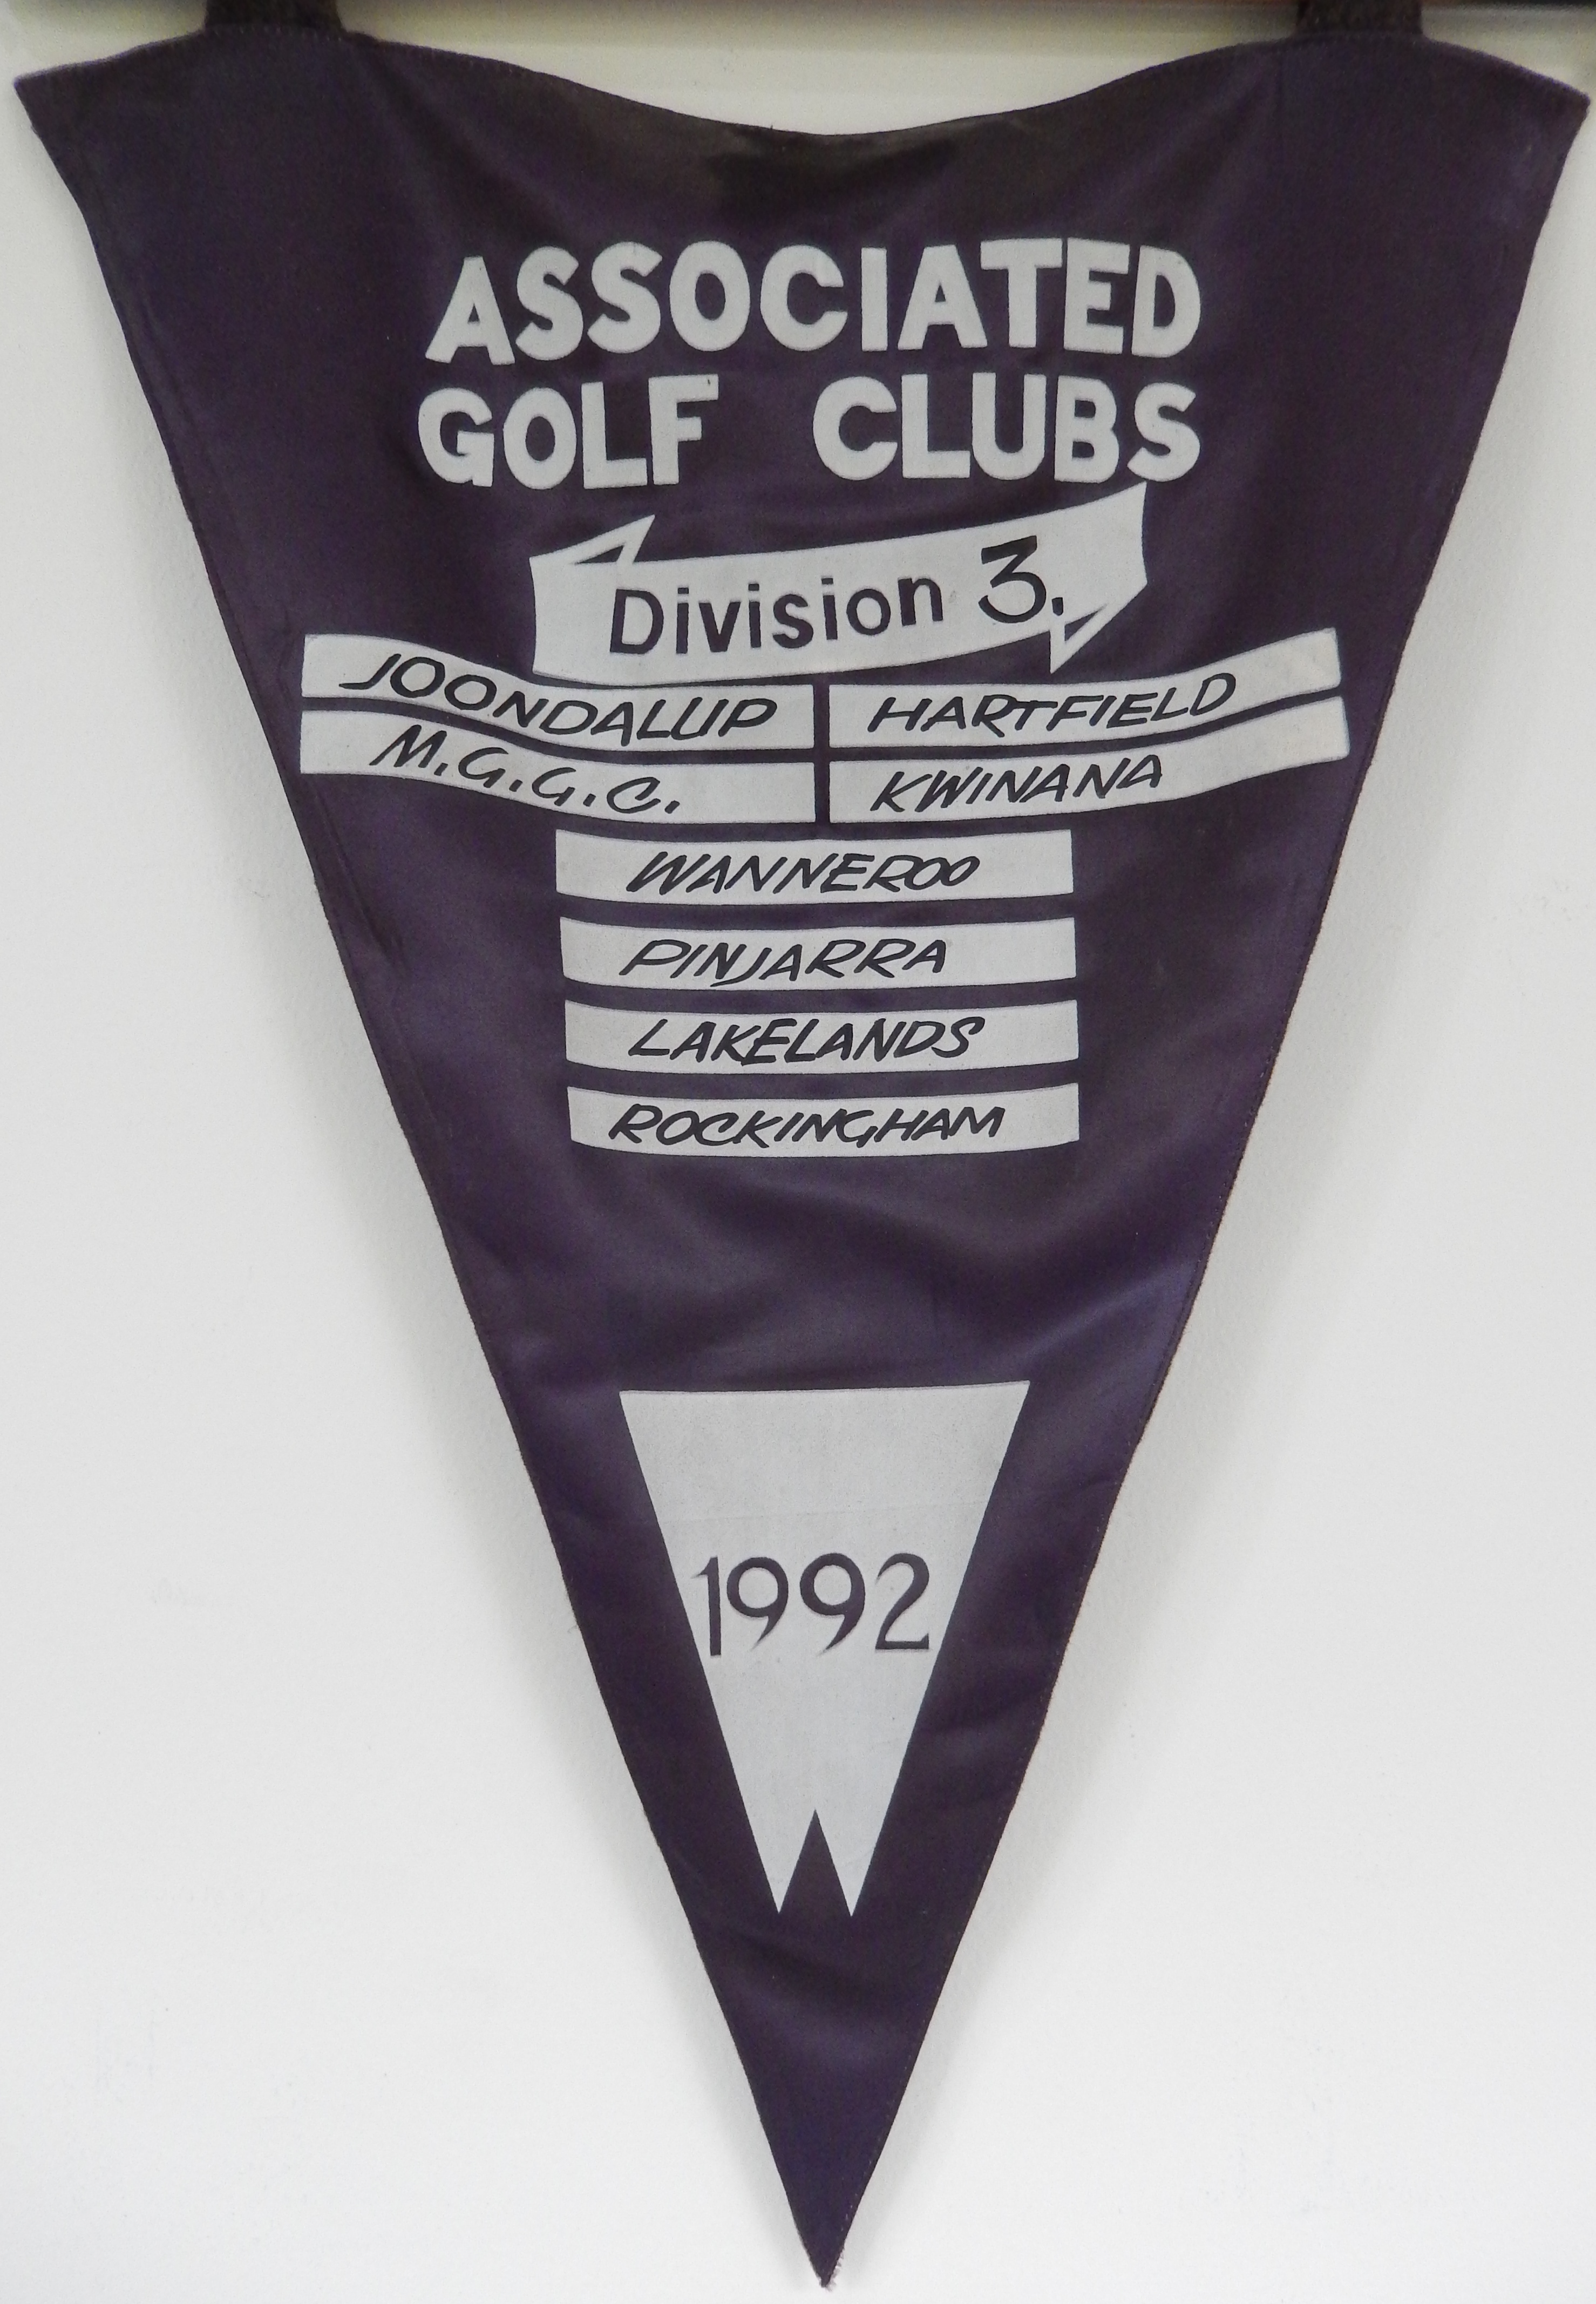 ASSOCIATED
GOLF CLUBS
Division 3.
JOONDALUP HARTFIELD
M.G.G.C. KWINANA
WANNEROO
PINJARRA
LAKELANDS
ROCKINGHAM
1992